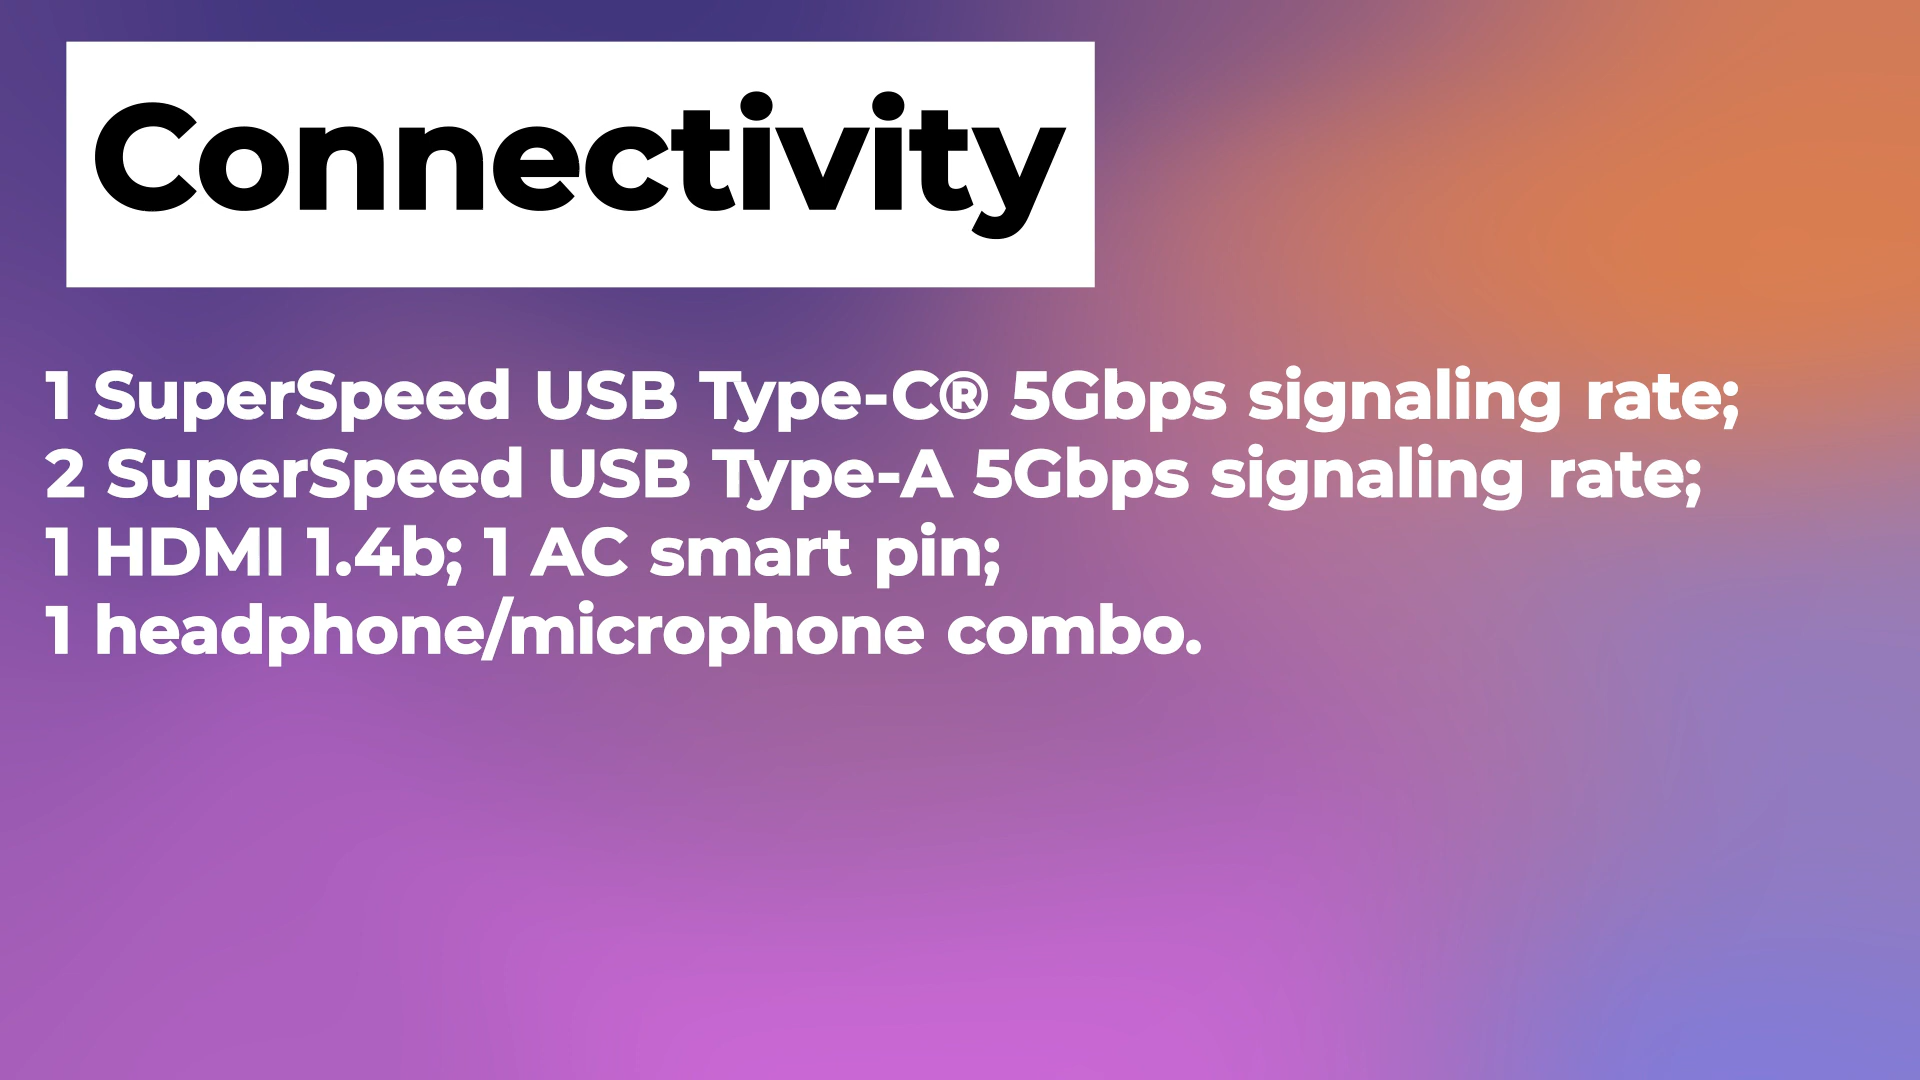 Connectivity
1 SuperSpeed USB Type-C® 5Gbps signaling rate;
2 SuperSpeed USB Type-A 5Gbps signaling rate;
1 HDMI 1.4b; 1 AC smart pin;
1 headphone/microphone combo.